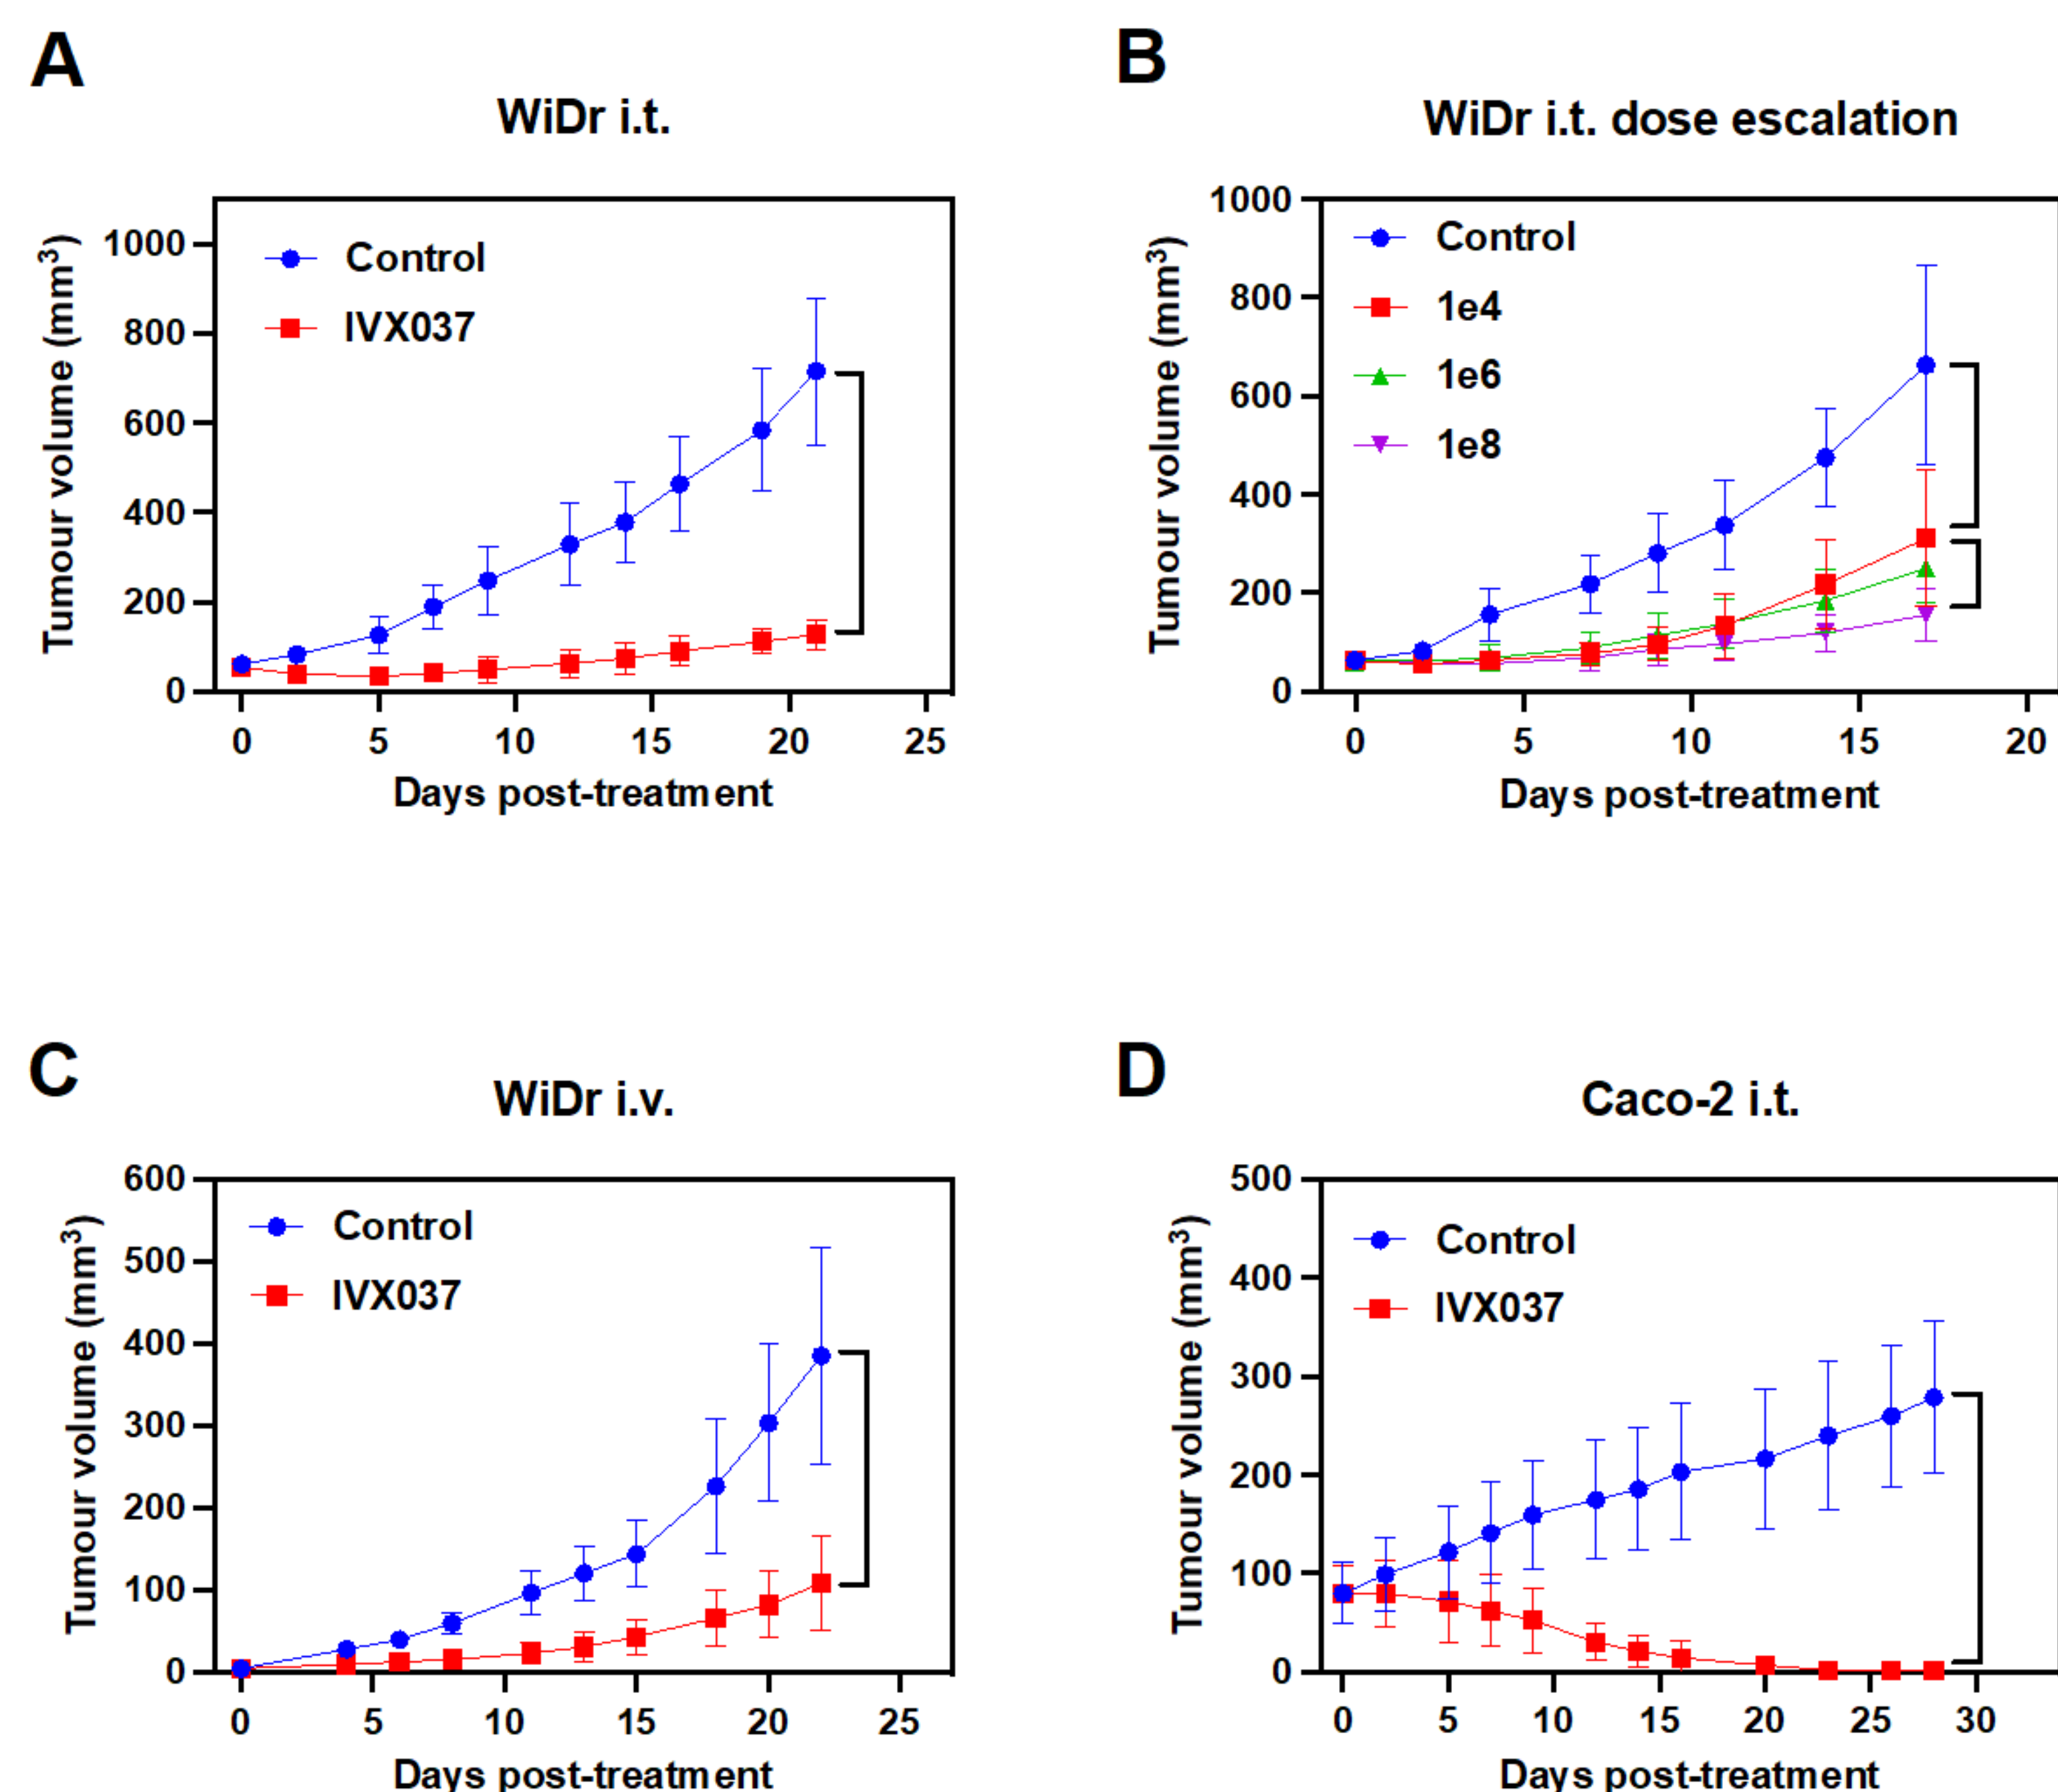 A
WiDr i.t.
Tumour volume (mm³)
1000
800
600
400
200
0
Control
IVX037
0 5 10 15 20 25
Days post-treatment
B
WiDr i.t. dose escalation
Tumour volume (mm³)
1000
800
600
400
200
0
Control
1e4
1e6
1e8
0 5 10 15 20
Days post-treatment
C
WiDr i.v.
Tumour volume (mm³)
600
500
400
300
200
100
0
Control
IVX037
0 5 10 15 20 25
Days post-treatment
D
Caco-2 i.t.
Tumour volume (mm³)
500
400
300
200
100
0
Control
IVX037
0 5 10 15 20 25 30
Days post-treatment